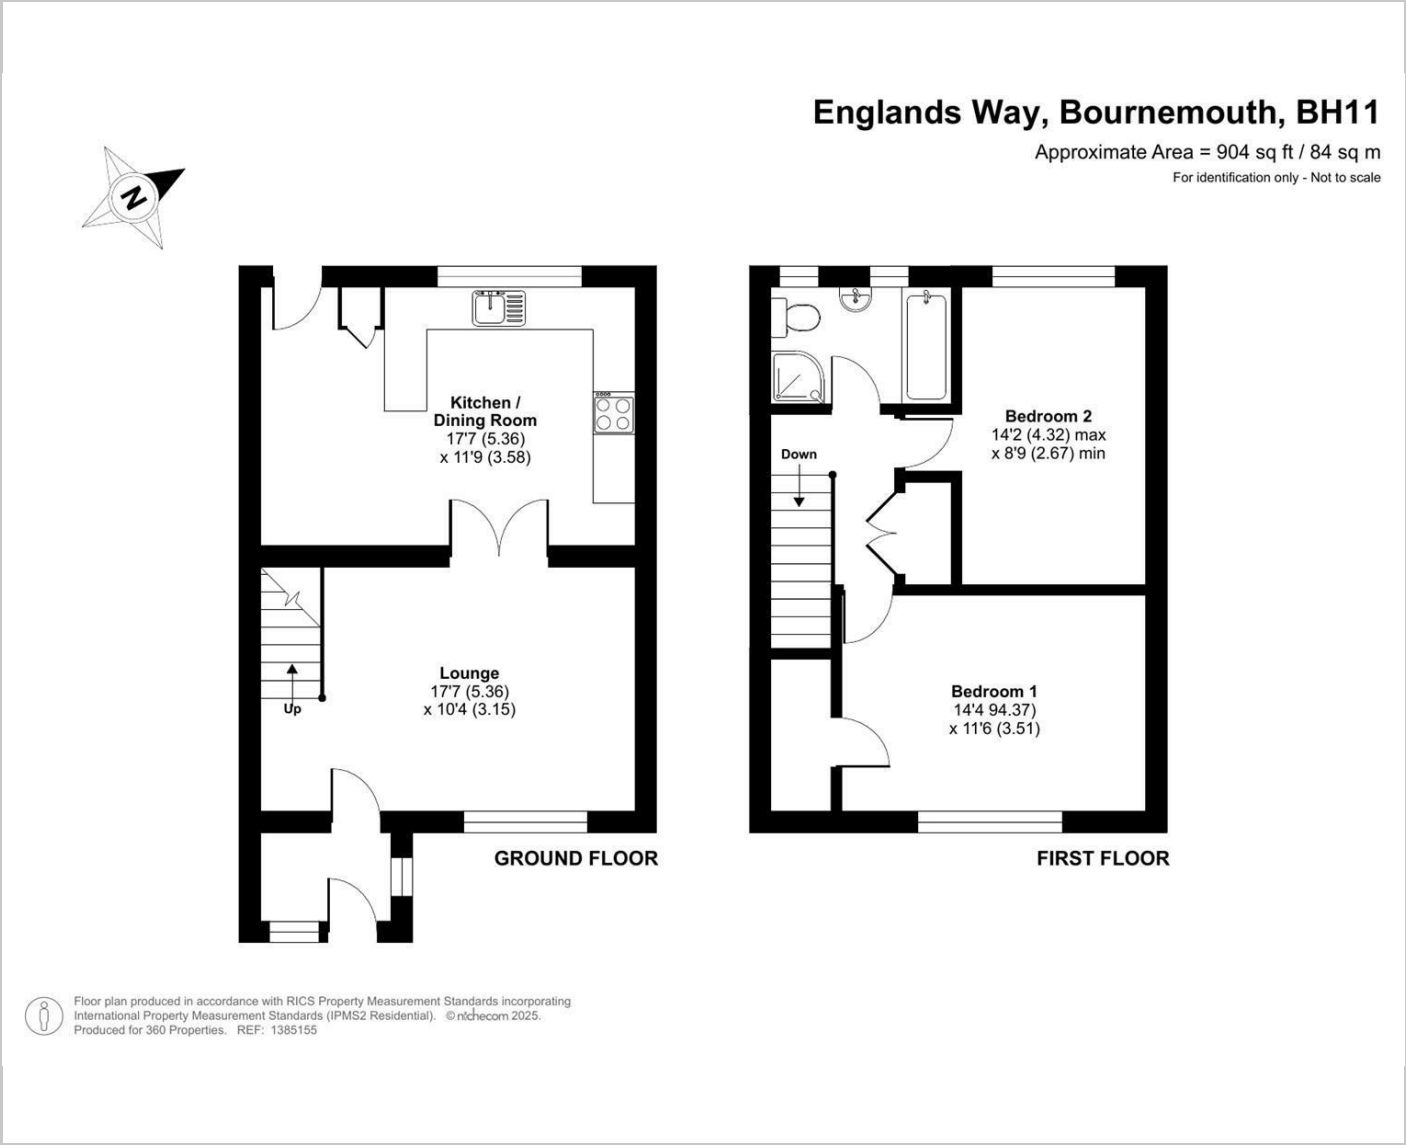 Englands Way, Bournemouth, BH11
Approximate Area = 904 sq ft / 84 sq m
For identification only - Not to scale
N
Kitchen /
Dining Room
17'7 (5.36)
x 11'9 (3.58)
Lounge
17'7 (5.36)
x 10'4 (3.15)
Up
GROUND FLOOR
Bedroom 2
14'2 (4.32) max
x 8'9 (2.67) min
Down
Bedroom 1
14'4 94.37)
x 11'6 (3.51)
FIRST FLOOR
Floor plan produced in accordance with RICS Property Measurement Standards incorporating
International Property Measurement Standards (IPMS2 Residential). © nichecom 2025.
Produced for 360 Properties. REF: 1385155